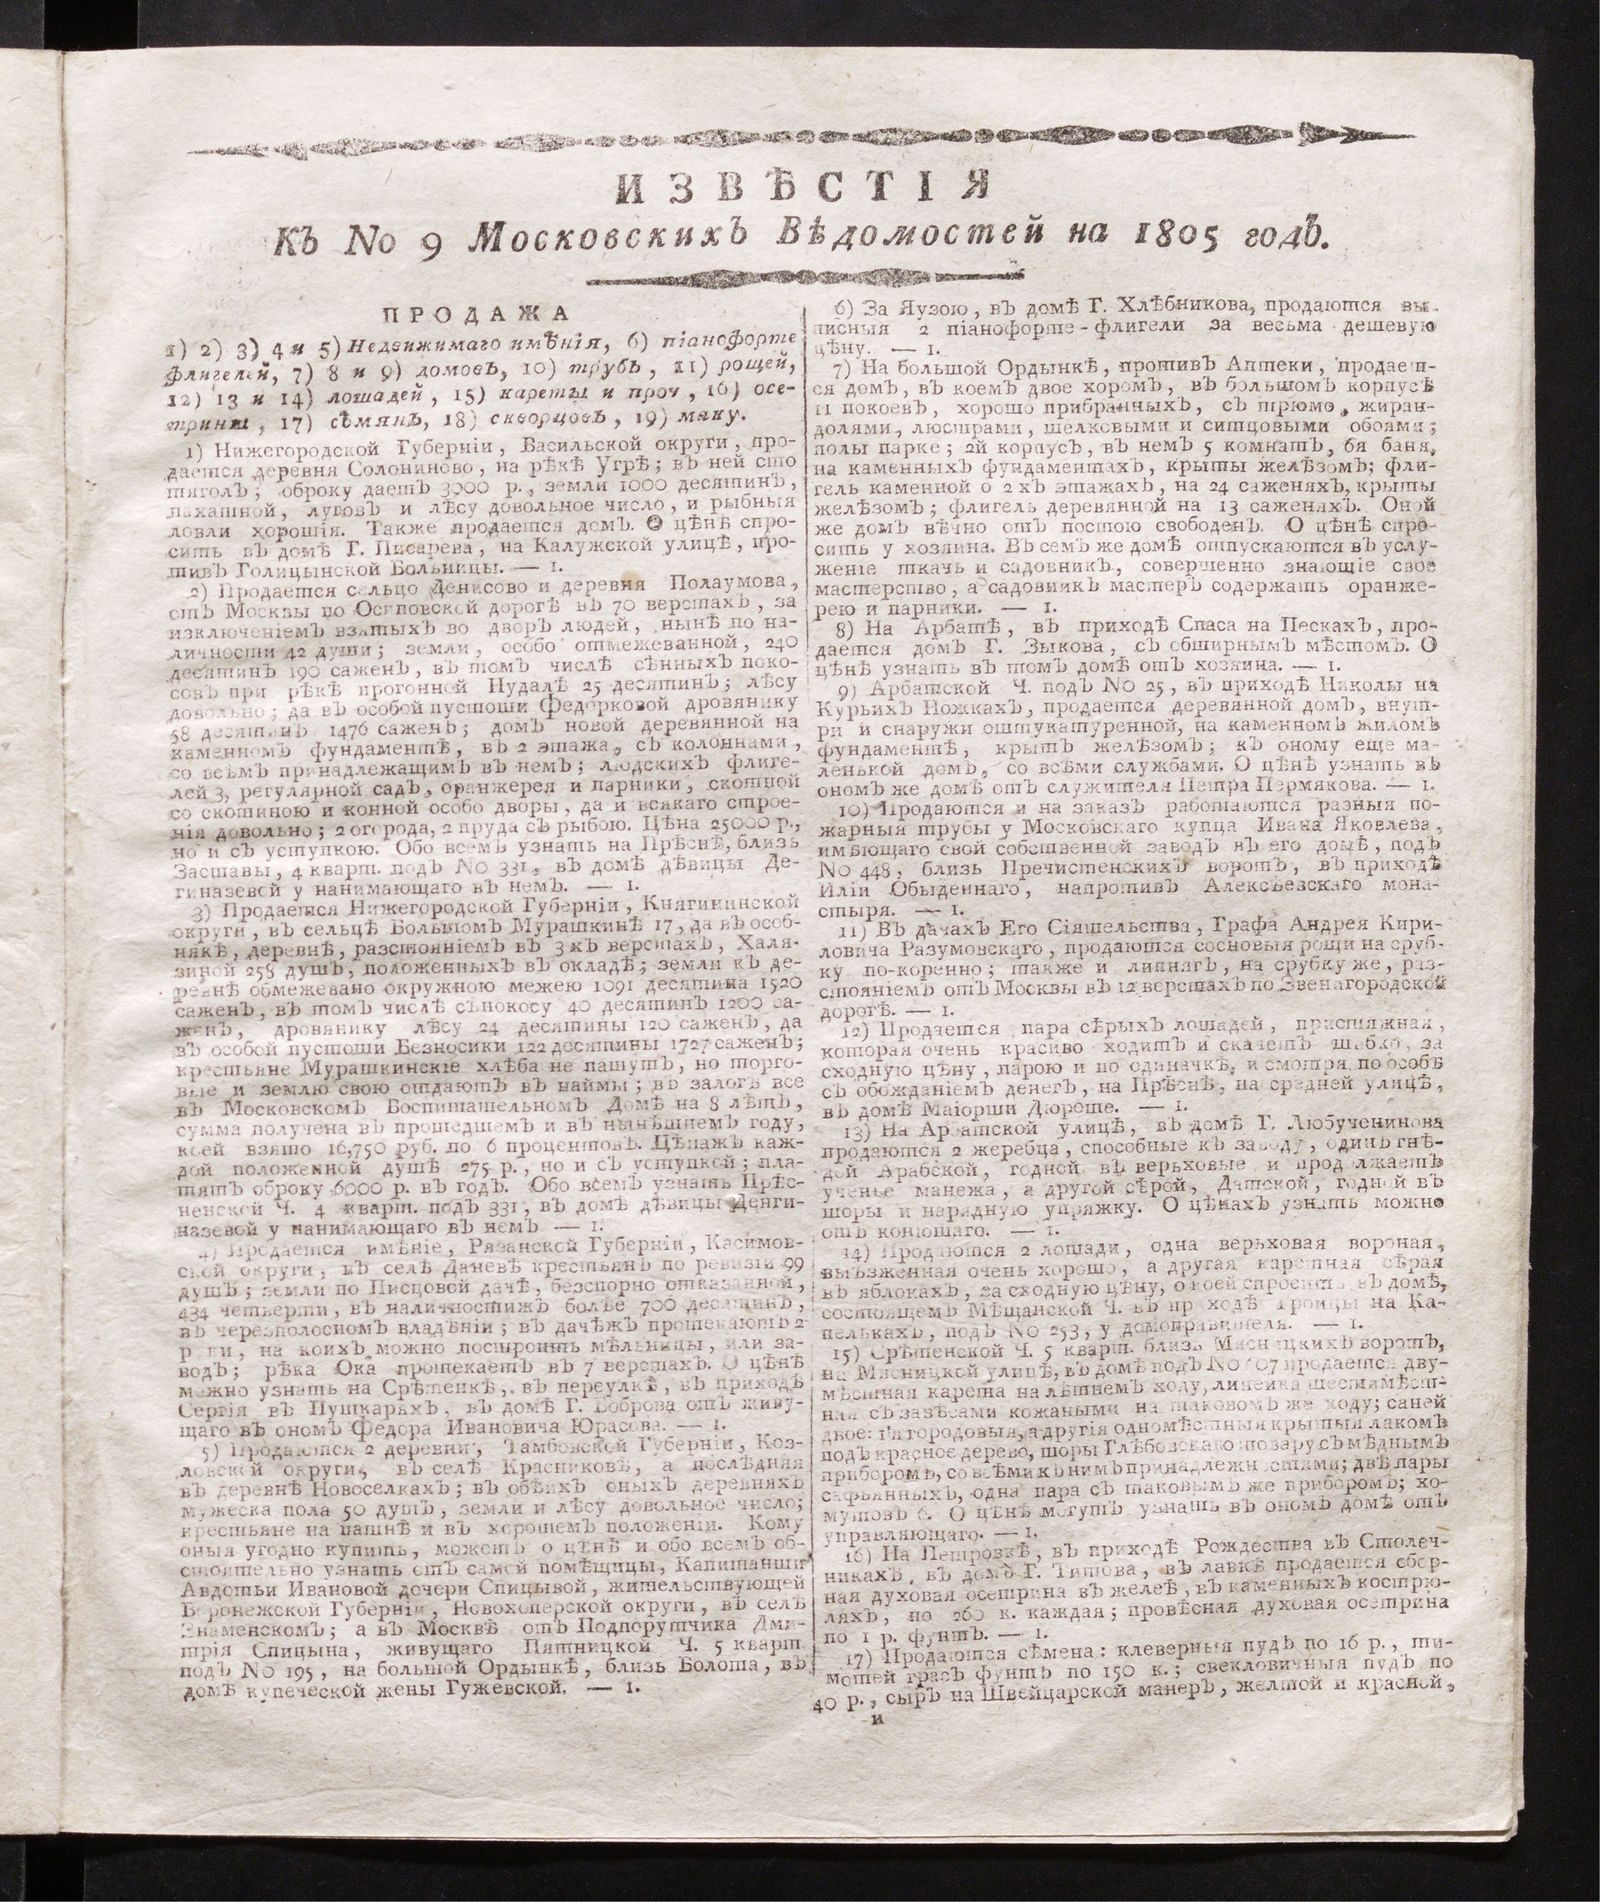 ИЗВѢСТІЯ
Къ No 9 Московскихъ Вѣдомостей на 1805 годъ.
ПРОДАЖА
1) 2) 3) 4 и 5) Недвижимаго имѣнія, 6) піанофорте
флигелей, 7) 8 и 9) домовъ, 10) трубъ, 11) рощей,
12) 13 и 14) лошадей, 15) кареты и проч, 16) осе-
трины, 17) сѣмянъ, 18) скворцовъ, 19) маку.
1) Нижегородской Губерніи, Васильской округи, про-
дается деревня Солониново, на рѣкѣ Угрѣ; въ ней сто
тяголъ; оброку даетъ 3000 р., земли 1000 десятинъ,
пахатной, луговъ и лѣсу довольное число, и рыбныя
ловли хорошія. Также продается домъ. О цѣнѣ спро-
сить въ домѣ Г. Писарева, на Калужской улицѣ, про-
тивъ Голицынской Больницы. — 1.
2) Продается сельцо Денисово и деревня Полаумова,
отъ Москвы по Осиповской дорогѣ въ 70 верстахъ, за
изключеніемъ взятыхъ во дворъ людей, нынѣ по на-
личности 42 души; земли, особо отмежеванной, 240
десятинъ 190 саженъ, въ томъ числѣ сѣнныхъ поко-
совъ при рѣкѣ прогонной Нудалѣ 25 десятинъ; лѣсу
довольно; да въ особой пустоши Федорковой дровянику
58 десятинъ 1476 саженъ; домъ новой деревянной на
каменномъ фундаментѣ, въ 2 этажа, съ колоннами,
со всѣмъ принадлежащимъ въ немъ; людскихъ флиге-
лей 3, регулярной садъ, оранжерея и парники, скотной
со скотиною и конной особо дворы, да и всякаго строе-
нія довольно; 2 огорода, 2 пруда съ рыбою. Цѣна 25000 р.,
но и съ уступкою. Обо всемъ узнать на Прѣснѣ, близь
Заставы, 4 кварт. подъ No 331, въ домѣ дѣвицы Де-
гиназевой у нанимающаго въ немъ. — 1.
3) Продается Нижегородской Губерніи, Княгининской
округи, въ сельцѣ Большомъ Мурашкинѣ 17, да въ особ-
някѣ, деревнѣ, разстояніемъ въ 3 хъ верстахъ, Халя-
зиной 258 душъ, положенныхъ въ окладѣ; земли къ де-
ревнѣ обмежевано окружною межею 1091 десятина 1520
саженъ, въ томъ числѣ сѣнокосу 40 десятинъ 1200 са-
женъ, дровянику лѣсу 24 десятины 120 саженъ, да
въ особой пустоши Безносики 122 десятины 1727 саженъ;
крестьяне Мурашкинскіе хлѣба не пашутъ, но торго-
вые и землю свою отдаютъ въ наймы; въ залогъ все
въ Московскомъ Воспитательномъ Домѣ на 8 лѣтъ,
сумма получена въ прошедшемъ и въ нынѣшнемъ году,
коей взято 16,750 руб. по 6 процентовъ. Цѣнажъ каж-
дой положенной душѣ 275 р., но и съ уступкой; пла-
тятъ оброку 6000 р. въ годъ. Обо всемъ узнать Прѣс-
ненской Ч. 4 кварт. подъ 331, въ домѣ дѣвицы Денги-
назевой у нанимающаго въ немъ — 1.
4) Продается имѣніе, Рязанской Губерніи, Касимов-
ской округи, въ селѣ Даневѣ крестьянъ по ревизіи 99
душъ; земли по Писцовой дачѣ, безспорно отказанной,
434 четверти, въ наличностижъ болѣе 700 десятинъ,
въ черезполосномъ владѣніи; въ дачѣжъ протекаютъ 2
рѣки, на коихъ можно построить мѣльницы, или за-
водъ; рѣка Ока протекаетъ въ 7 верстахъ. О цѣнѣ
можно узнать на Срѣтенкѣ, въ переулкѣ, въ приходѣ
Сергія въ Пушкаряхъ, въ домѣ Г. Боброва отъ живу-
щаго въ ономъ Федора Ивановича Юрасова. — 1.
5) Продаются 2 деревни, Тамбовской Губерніи, Коз-
ловской округи, въ селѣ Красниковѣ, а послѣдняя
въ деревнѣ Новоселкахъ; въ обѣихъ оныхъ деревняхъ
мужеска пола 50 душъ, земли и лѣсу довольное число;
крестьяне на пашнѣ и въ хорошемъ положеніи. Кому
оныя угодно купить, можетъ о цѣнѣ и обо всемъ об-
стоятельно узнать отъ самой помѣщицы, Капитанши
Авдотьи Ивановой дочери Спицывой, жительствующей
Воронежской Губерніи, Новохоперской округи, въ селѣ
Знаменскомъ; а въ Москвѣ отъ Подпоручика Дми-
трія Спицына, живущаго Пятницкой Ч. 5 кварт.
подъ No 195, на большой Ордынкѣ, близь Болота, въ
домѣ купеческой жены Гужевской. — 1.
6) За Яузою, въ домѣ Г. Хлѣбникова, продаются вы-
писныя 2 піанофорте-флигели за весьма дешевую
цѣну. — 1.
7) На большой Ордынкѣ, противъ Аптеки, продает-
ся домъ, въ коемъ двое хоромъ, въ большомъ корпусѣ
11 покоевъ, хорошо прибранныхъ, съ трюмо, жиран-
долями, люстрами, шелковыми и ситцовыми обоями;
полы парке; 2й корпусъ, въ немъ 5 комнатъ, 6я баня,
на каменныхъ фундаментахъ, крыты желѣзомъ; фли-
гель каменной о 2 хъ этажахъ, на 24 саженяхъ, крыты
желѣзомъ; флигель деревянной на 13 саженяхъ. Оной
же домъ вѣчно отъ постою свободенъ. О цѣнѣ спро-
сить у хозяина. Въ семъ же домѣ отпускаются въ услу-
женіе ткачь и садовникъ, совершенно знающіе свое
мастерство, а садовникъ мастеръ содержать оранже-
рею и парники. — 1.
8) На Арбатѣ, въ приходѣ Спаса на Пескахъ, про-
дается домъ Г. Зыкова, съ обширнымъ мѣстомъ. О
цѣнѣ узнать въ томъ домѣ отъ хозяина. — 1.
9) Арбатской Ч. подъ No 25, въ приходѣ Николы на
Курьихъ Ножкахъ, продается деревянной домъ, внут-
ри и снаружи оштукатуренной, на каменномъ жиломъ
фундаментѣ, крытъ желѣзомъ; къ оному еще ма-
ленькой домъ, со всѣми службами. О цѣнѣ узнать въ
ономъ же домѣ отъ служителя Петра Пермякова. — 1.
10) Продаются и на заказъ работаются разныя по-
жарныя трубы у Московскаго купца Ивана Яковлева,
имѣющаго свой собственной заводъ въ его домѣ, подъ
No 448, близь Пречистенскихъ воротъ, въ приходѣ
Иліи Обыденнаго, напротивъ Алексѣевскаго мона-
стыря. — 1.
11) Въ дачахъ Его Сіятельства, Графа Андрея Кири-
ловича Разумовскаго, продаются сосновыя рощи на сруб-
ку по-коренно; также и липнягъ, на срубку же, раз-
стояніемъ отъ Москвы въ 12 верстахъ по Звенигородской
дорогѣ. — 1.
12) Продается пара сѣрыхъ лошадей, пристяжная,
которая очень красиво ходитъ и скачетъ шибко, за
сходную цѣну, парою и по одиначкѣ, и смотря по особѣ
съ обожданіемъ денегъ, на Прѣснѣ, на средней улицѣ,
въ домѣ Маіорши Дюроше. — 1.
13) На Арбатской улицѣ, въ домѣ Г. Любученинова
продаются 2 жеребца, способные къ заводу, одинъ гнѣ-
дой Арабской, годной въ верьховые и продолжаетъ
ученье манежа, а другой сѣрой, Датской, годной въ
шоры и нарядную упряжку. О цѣнахъ узнать можно
отъ конюшаго. — 1.
14) Продаются 2 лошади, одна верьховая вороная,
выѣзженная очень хорошо, а другая каретная сѣрая
въ яблокахъ, за сходную цѣну, о коей спросить въ домѣ,
состоящемъ Мѣщанской Ч. въ приходѣ Троицы на Ка-
пелькахъ, подъ No 253, у домоправителя. — 1.
15) Срѣтенской Ч. 5 кварт. близь Мясницкихъ воротъ,
на Мясницкой улицѣ, въ домѣ подъ No 607 продается дву-
мѣстная карета на лѣтнемъ ходу, линейка шестимѣст-
ная съ завѣсами кожаными на таковомъ же ходу; саней
двое: 1я городовыя, а другія одномѣстныя крытыя лакомъ
подъ красное дерево, шоры Глѣбовскаго товару съ мѣднымъ
приборомъ, со всѣми къ нимъ принадлежностями; двѣ пары
сафьянныхъ, одна пара съ таковымъ же приборомъ; хо-
мутовъ 6. О цѣнѣ могутъ узнать въ ономъ домѣ отъ
управляющаго. — 1.
16) На Петровкѣ, въ приходѣ Рождества въ Столеч-
никахъ, въ домѣ Г. Титова, въ лавкѣ продается сбор-
ная духовая осетрина въ желеѣ, въ каменныхъ кострю-
ляхъ, по 260 к. каждая; провѣсная духовая осетрина
по 1 р. фунтъ. — 1.
17) Продаются сѣмена: клеверныя пудъ по 16 р., ти-
мотей грасъ фунтъ по 150 к.; свекловичныя пудъ по
40 р., сыръ на Швейцарской манеръ, желтой и красной,
и